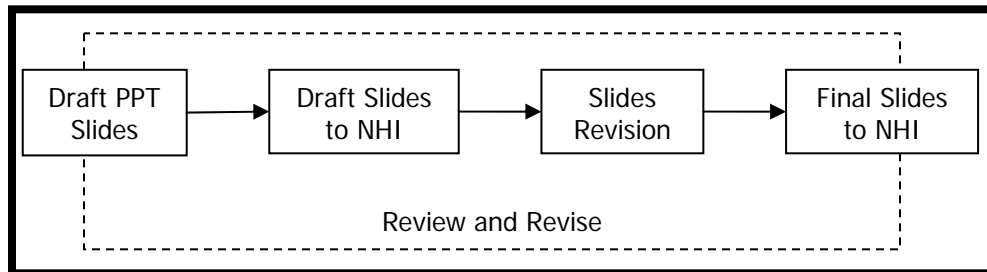 Draft PPT
Slides
Draft Slides
to NHI
Slides
Revision
Final Slides
to NHI
Review and Revise